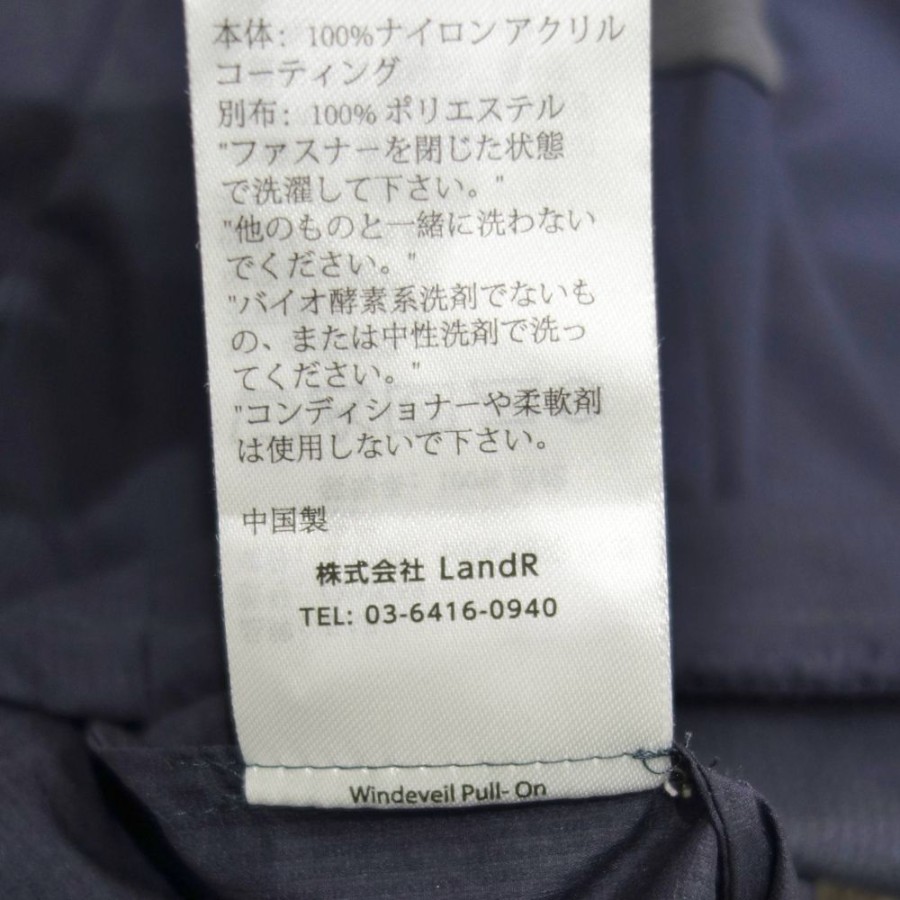 本体: 100%ナイロン アクリル
コーティング
別布: 100% ポリエステル
"ファスナーを閉じた状態
で洗濯して下さい。"
"他のものと一緒に洗わない
でください。"
"バイオ酵素系洗剤でないも
の、または中性洗剤で洗っ
てください。"
"コンディショナーや柔軟剤
は使用しないで下さい。
中国製
株式会社 LandR
TEL: 03-6416-0940
Windeveil Pull- On